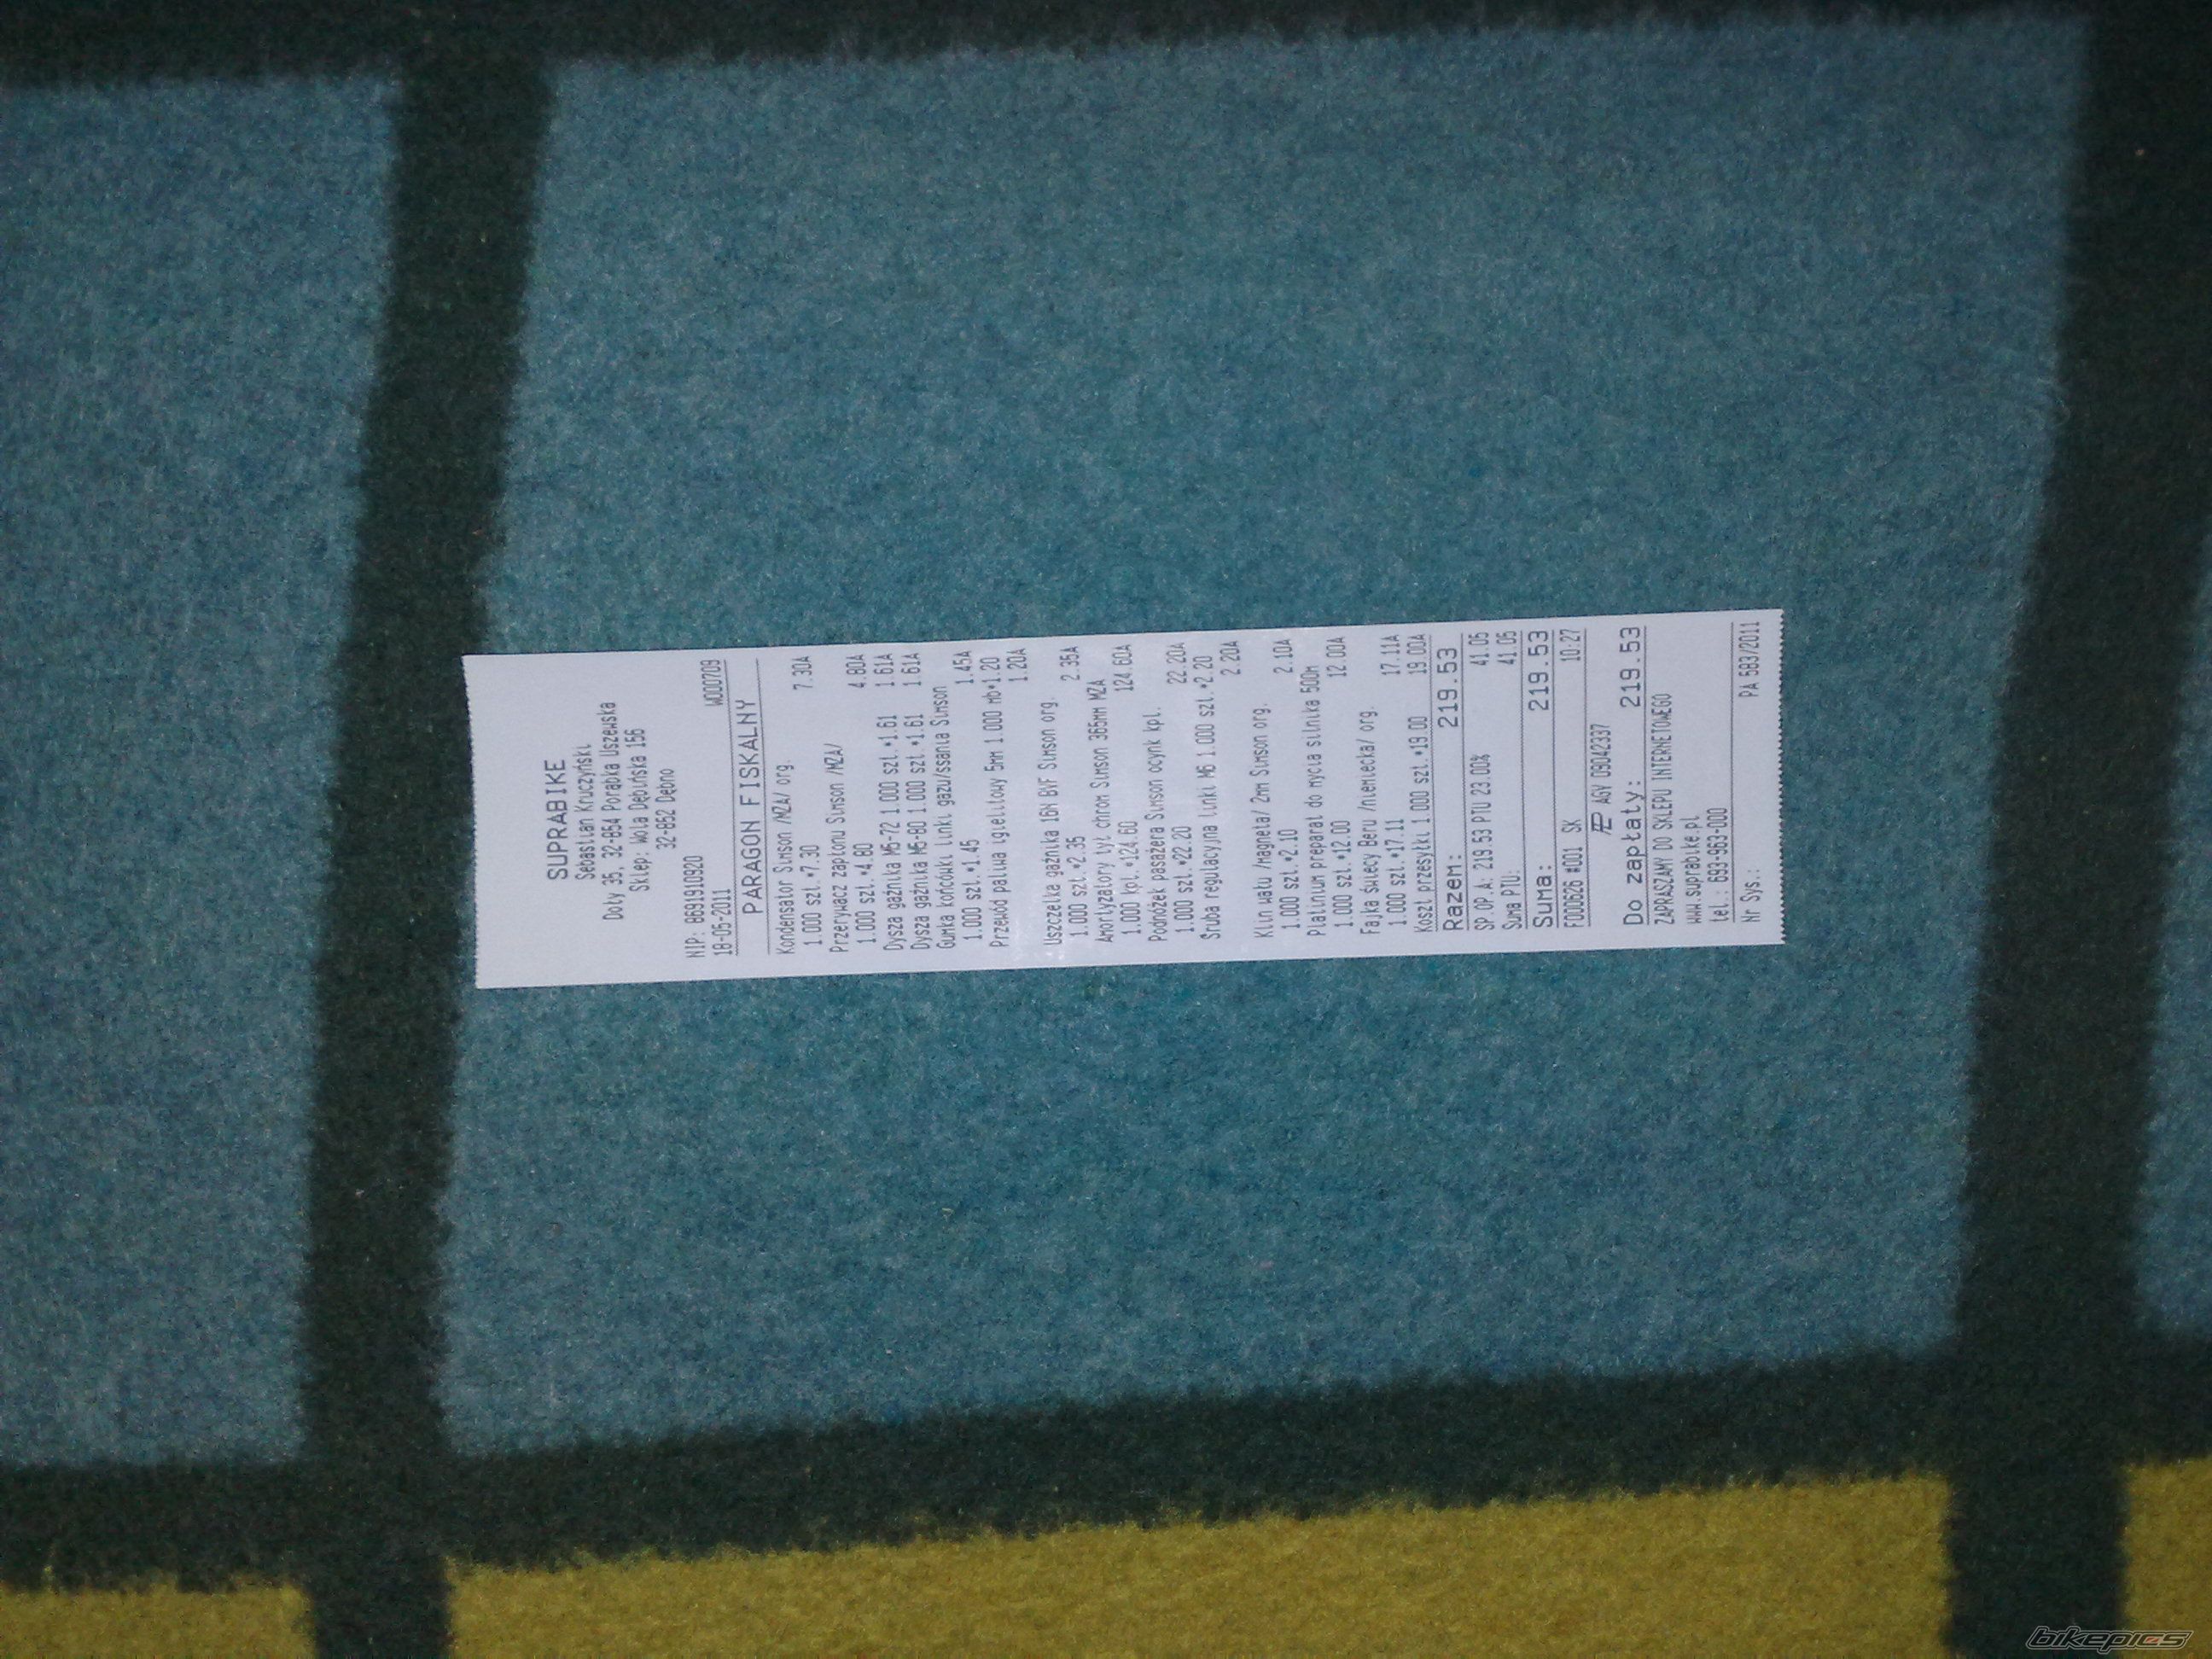 SUPRABIKE
Sebastian Kruczyński
Doły 35, 32-854 Porąbka Uszewska
Sklep: Wola Dębińska 156
32-852 Dębno
NIP: 8691910920
18-05-2011 W000709
PARAGON FISKALNY
Kondensator Simson /MZA/ org.
1.000 szt.*7.30 7.30A
Przerywacz zapłonu Simson /MZA/
1.000 szt.*4.80 4.80A
Dysza gaźnika M5-72 1.000 szt.*1.61 1.61A
Dysza gaźnika M5-80 1.000 szt.*1.61 1.61A
Gumka końcówki linki gazu/ssania Simson
1.000 szt.*1.45 1.45A
Przewód paliwa igielitowy 5mm 1.000 mb*1.20
1.20A
Uszczelka gaźnika 16N BVF Simson org.
1.000 szt.*2.35 2.35A
Amortyzatory tył chrom Simson 365mm MZA
1.000 kpl.*124.60 124.60A
Podnóżek pasażera Simson ocynk kpl.
1.000 szt.*22.20 22.20A
Śruba regulacyjna linki M6 1.000 szt.*2.20
2.20A
Klin wału /magneta/ 2mm Simson org.
1.000 szt.*2.10 2.10A
Platinium preparat do mycia silnika 500m
1.000 szt.*12.00 12.00A
Fajka świecy Beru /niemiecka/ org.
1.000 szt.*17.11 17.11A
Koszt przesyłki 1.000 szt.*19.00 19.00A
Razem: 219.53
SP.OP.A: 219.53 PTU 23.00% 41.05
Suma PTU: 41.05
Suma: 219.53
F000626 #001 SK 10:27
AGY 09042337
Do zapłaty: 219.53
ZAPRASZAMY DO SKLEPU INTERNETOWEGO
www.suprabike.pl
tel.: 693-963-000
Nr Sys.: PA 583/2011
bikepics